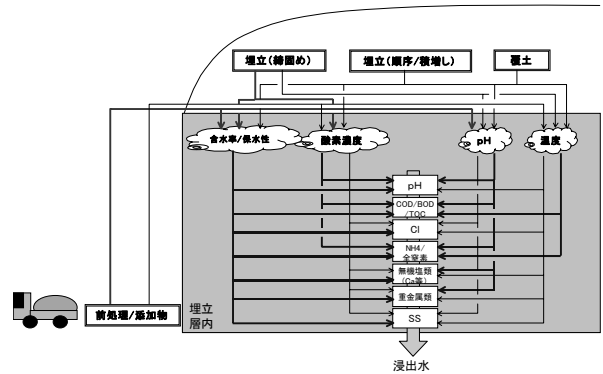 埋立(締固め)
埋立(順序/積増し)
覆土
含水率/保水性
酸素濃度
pH
温度
pH
COD/BOD
/TOC
Cl
NH4/
全窒素
無機塩類
(Ca等)
重金属類
SS
前処理/添加物
埋立
層内
浸出水